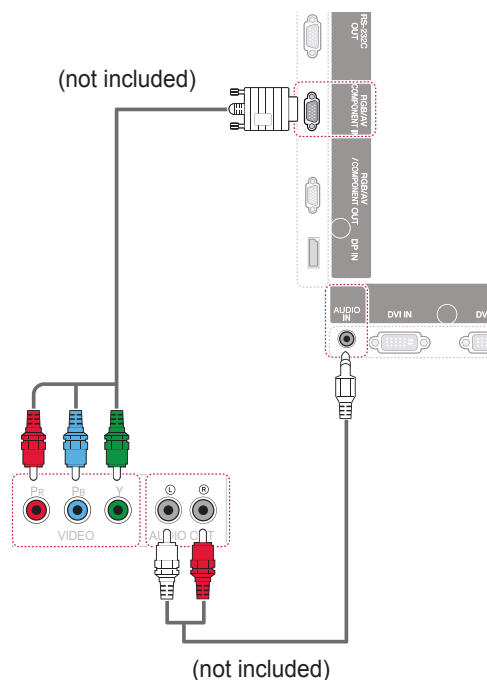 RS-232C
OUT
(not included)
RGB/AV
/COMPONENT IN
RGB/AV
/COMPONENT OUT
DP IN
AUDIO
IN
DVI IN
DV
PR
PB
Y
L
R
VIDEO
AUDIO OUT
(not included)